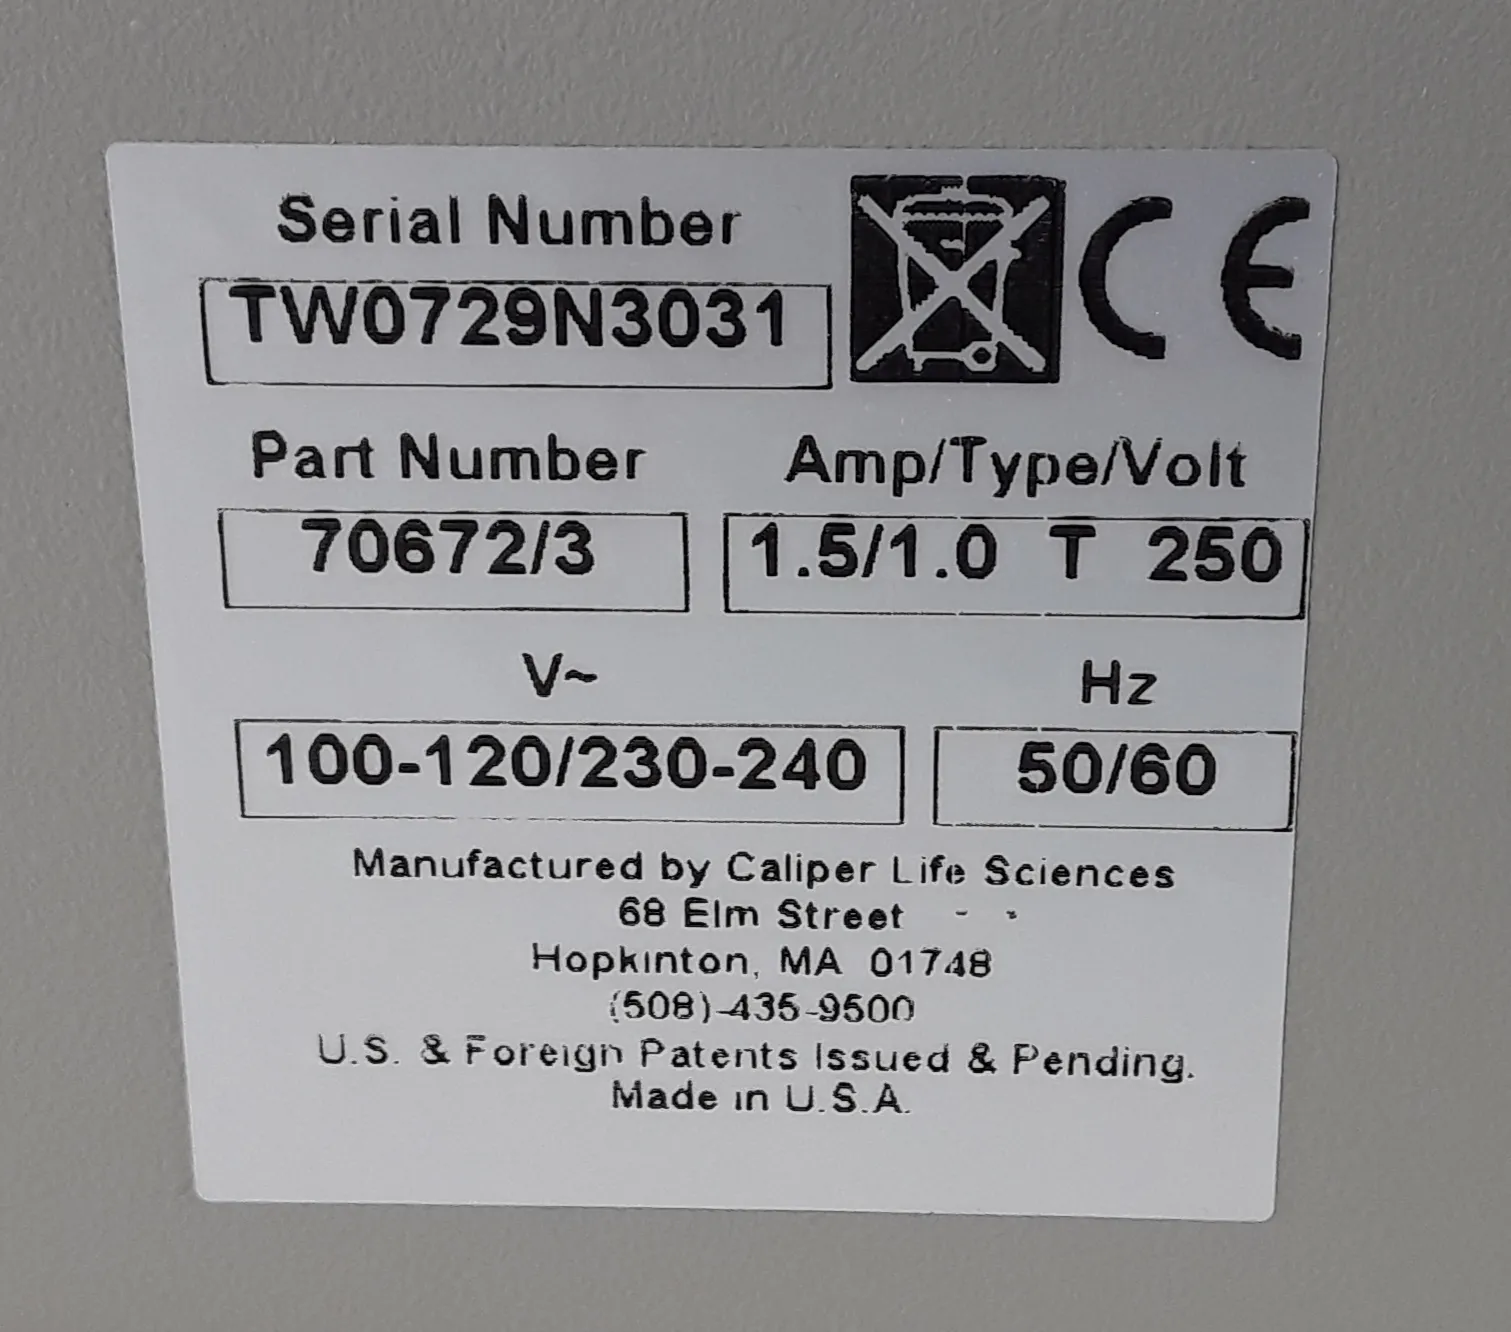 Serial Number
CE
TW0729N3031
Part Number Amp/Type/Volt
70672/3 1.5/1.0 T 250
V~ Hz
100-120/230-240 50/60
Manufactured by Caliper Life Sciences
68 Elm Street
Hopkinton, MA 01748
(508)-435-9500
U.S. & Foreign Patents Issued & Pending.
Made in U.S.A.